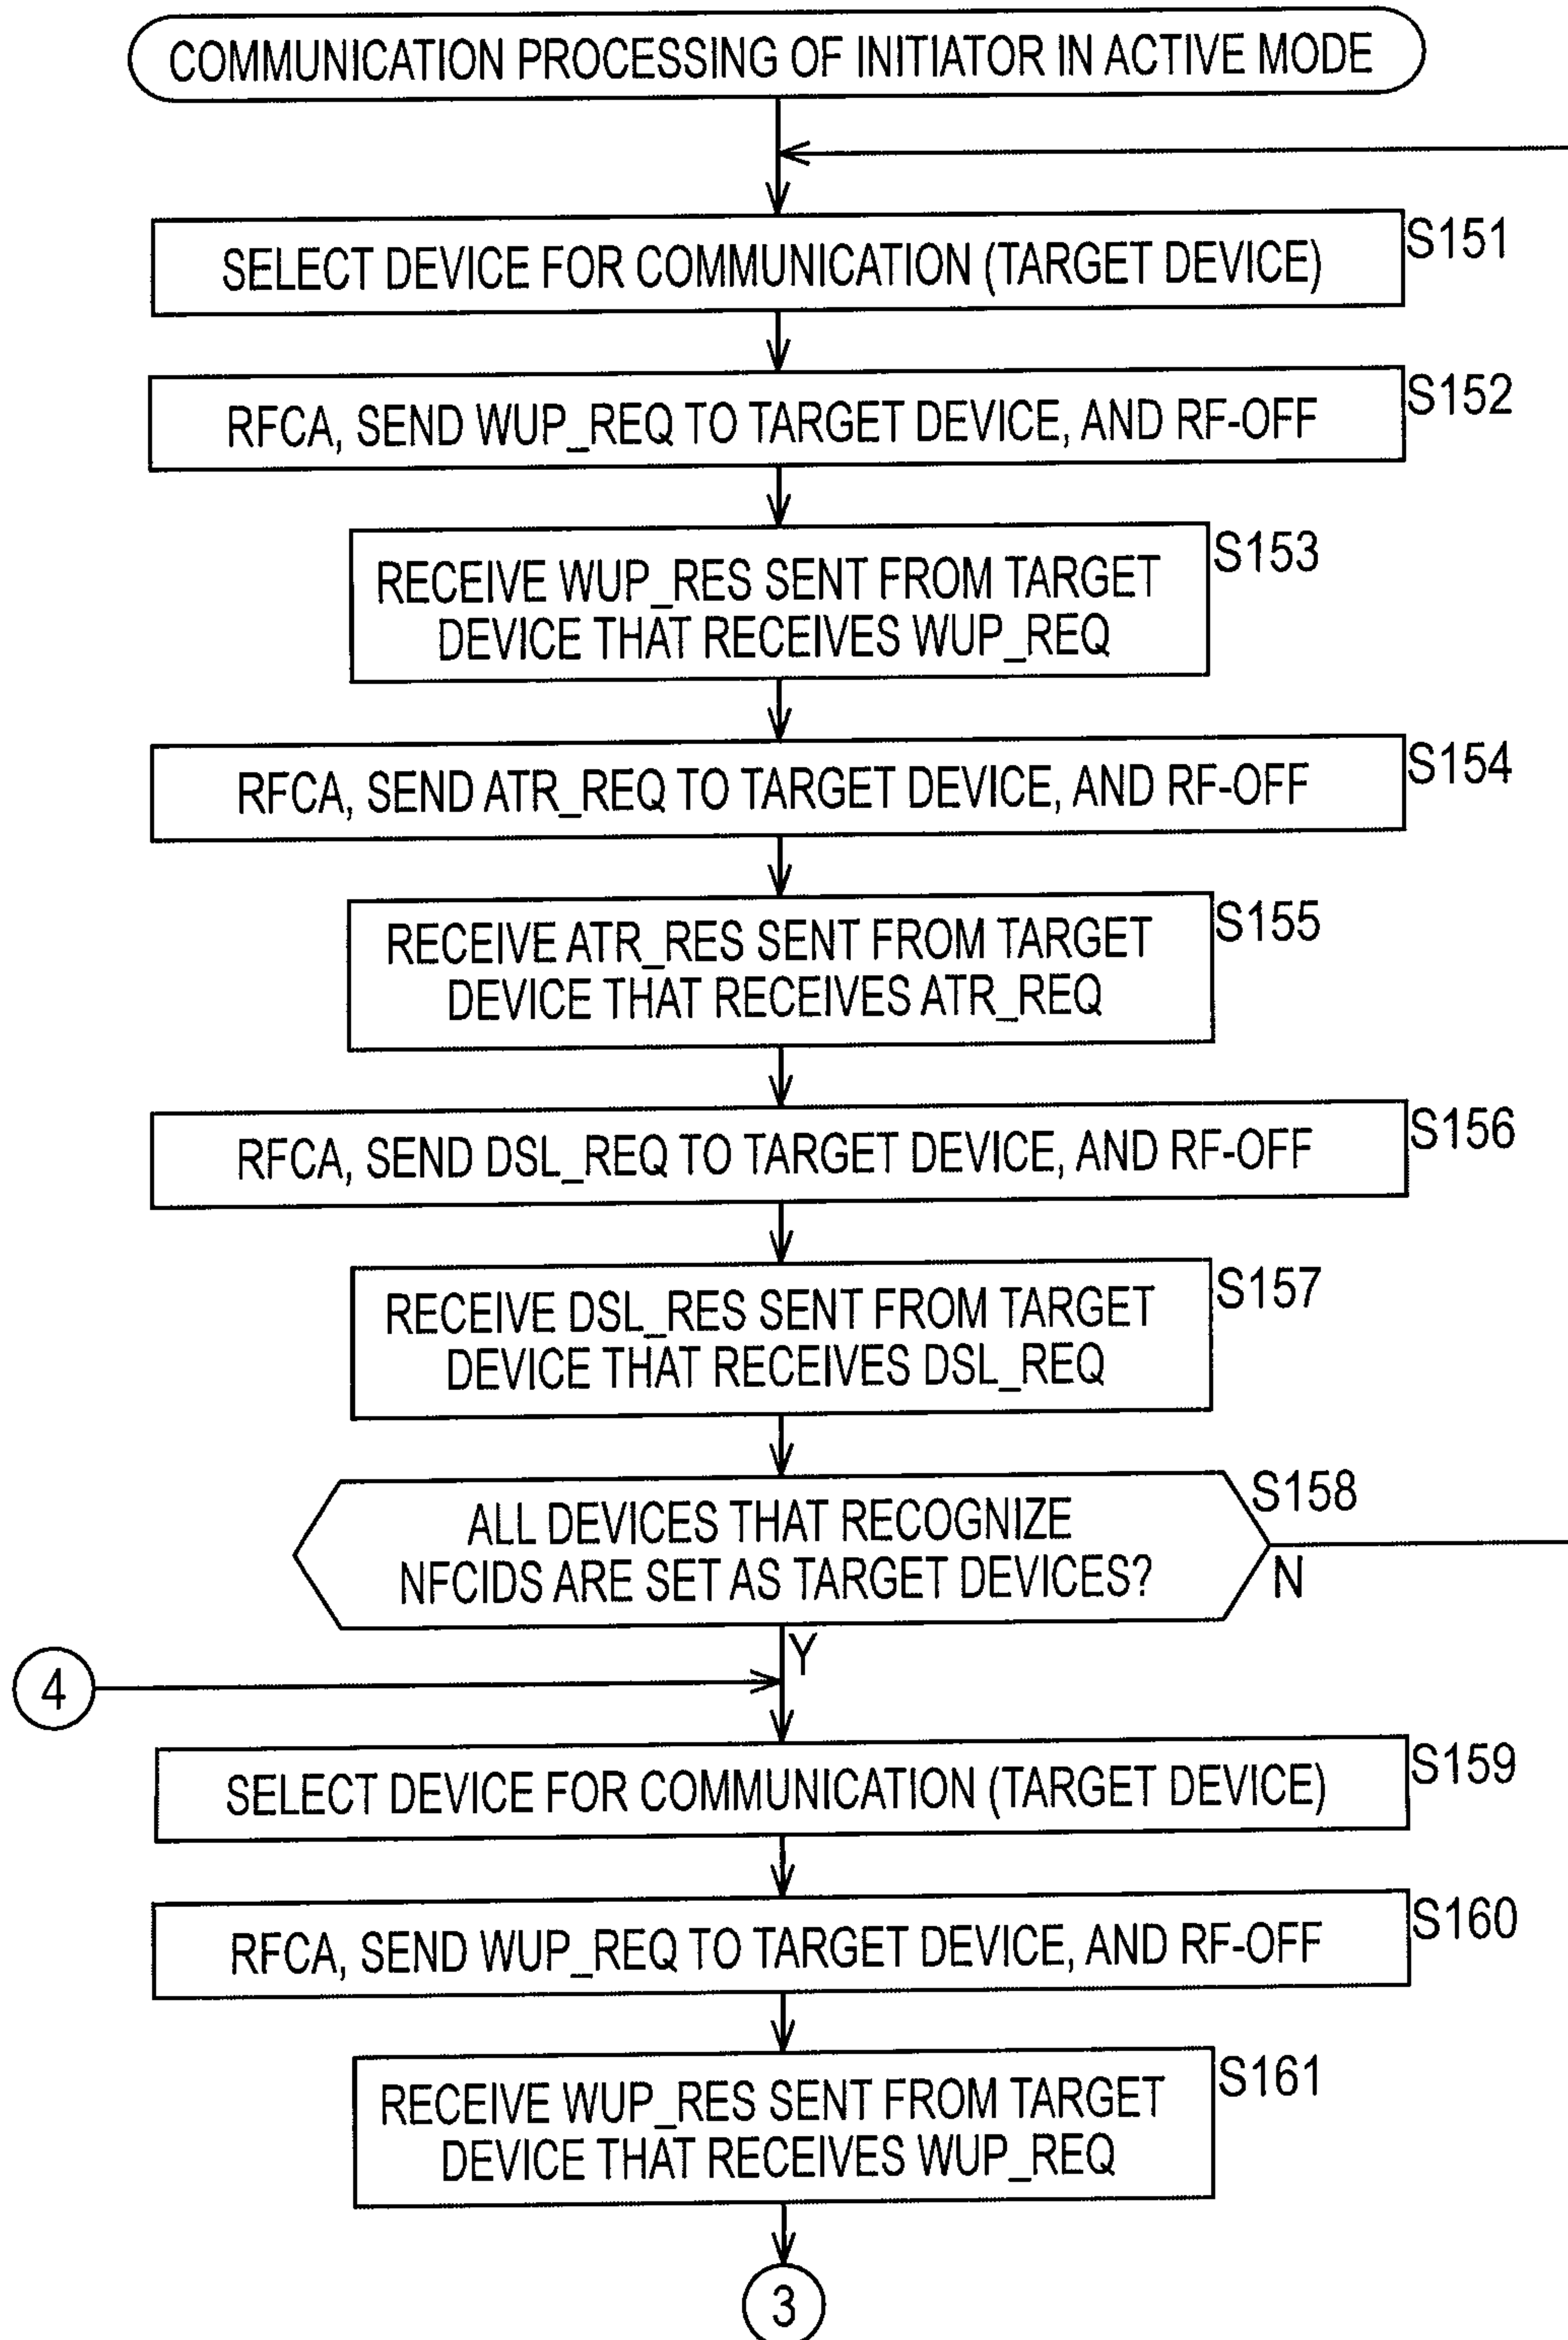 COMMUNICATION PROCESSING OF INITIATOR IN ACTIVE MODE
SELECT DEVICE FOR COMMUNICATION (TARGET DEVICE)
S151
RFCA, SEND WUP_REQ TO TARGET DEVICE, AND RF-OFF
S152
RECEIVE WUP_RES SENT FROM TARGET
DEVICE THAT RECEIVES WUP_REQ
S153
RFCA, SEND ATR_REQ TO TARGET DEVICE, AND RF-OFF
S154
RECEIVE ATR_RES SENT FROM TARGET
DEVICE THAT RECEIVES ATR_REQ
S155
RFCA, SEND DSL_REQ TO TARGET DEVICE, AND RF-OFF
S156
RECEIVE DSL_RES SENT FROM TARGET
DEVICE THAT RECEIVES DSL_REQ
S157
ALL DEVICES THAT RECOGNIZE
NFCIDS ARE SET AS TARGET DEVICES?
S158
N
Y
4
SELECT DEVICE FOR COMMUNICATION (TARGET DEVICE)
S159
RFCA, SEND WUP_REQ TO TARGET DEVICE, AND RF-OFF
S160
RECEIVE WUP_RES SENT FROM TARGET
DEVICE THAT RECEIVES WUP_REQ
S161
3